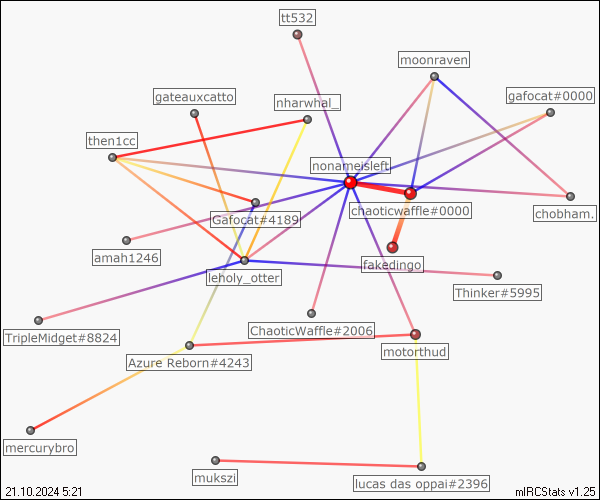 tt532
moonraven
gateauxcatto
nharwhal_
gafocat#0000
then1cc
nonameisleft
chaoticwaffle#0000
chobham.
Gafocat#4189
amah1246
fakedingo
leholy_otter
Thinker#5995
TripleMidget#8824
ChaoticWaffle#2006
motorthud
Azure Reborn#4243
mercurybro
mukszi
lucas das oppai#2396
21.10.2024 5:21
mIRCStats v1.25